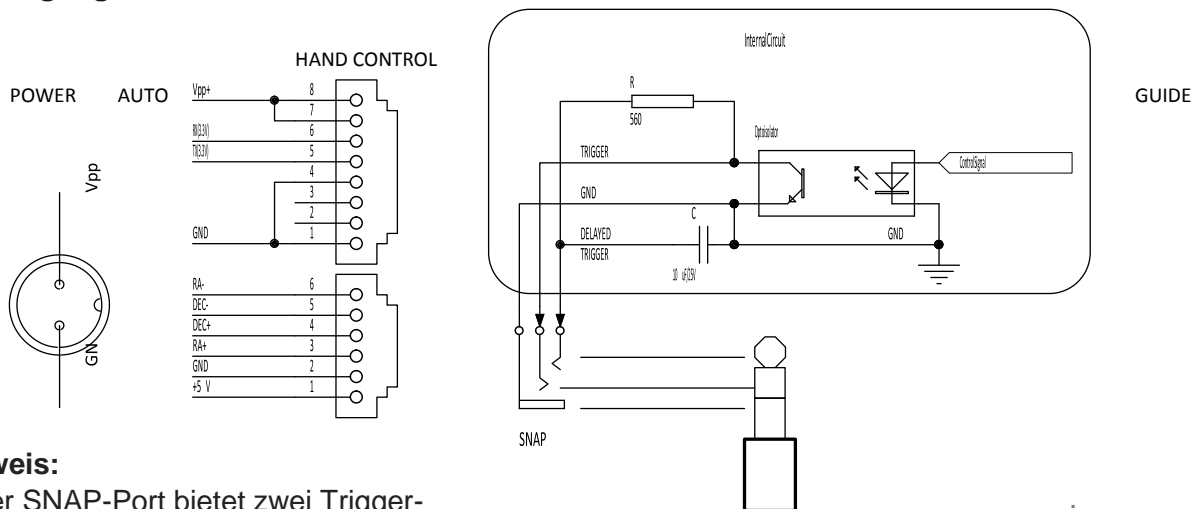 InternalCircuit
HAND CONTROL
POWER
AUTO
GUIDE
Vpp
GN
Vpp+
RX(3.3V)
TX(3.3V)
GND
8
7
6
5
4
3
2
1
RA-
DEC-
DEC+
RA+
GND
+5 V
6
5
4
3
2
1
R
560
TRIGGER
GND
DELAYED
TRIGGER
C
10 uF/25V
Optoisolator
ControlSignal
GND
SNAP
weis:
er SNAP-Port bietet zwei Trigger-